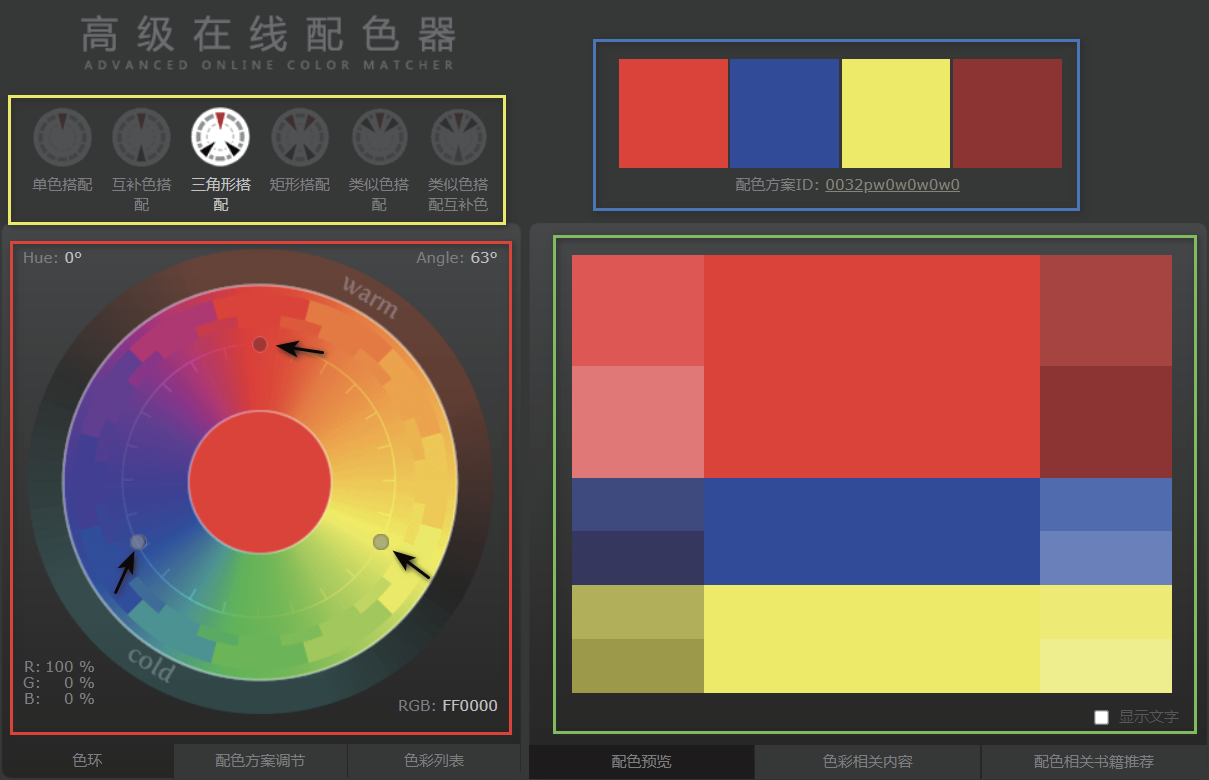 高级在线配色器
ADVANCED ONLINE COLOR MATCHER
单色搭配
互补色搭
配
三角形搭
配
矩形搭配
类似色搭
配
类似色搭
配互补色
配色方案ID: 0032pw0w0w0w0
Hue: 0º
Angle: 63º
warm
cold
R: 100 %
G: 0 %
B: 0 %
RGB: FF0000
显示文字
色环
配色方案调节
色彩列表
配色预览
色彩相关内容
配色相关书籍推荐